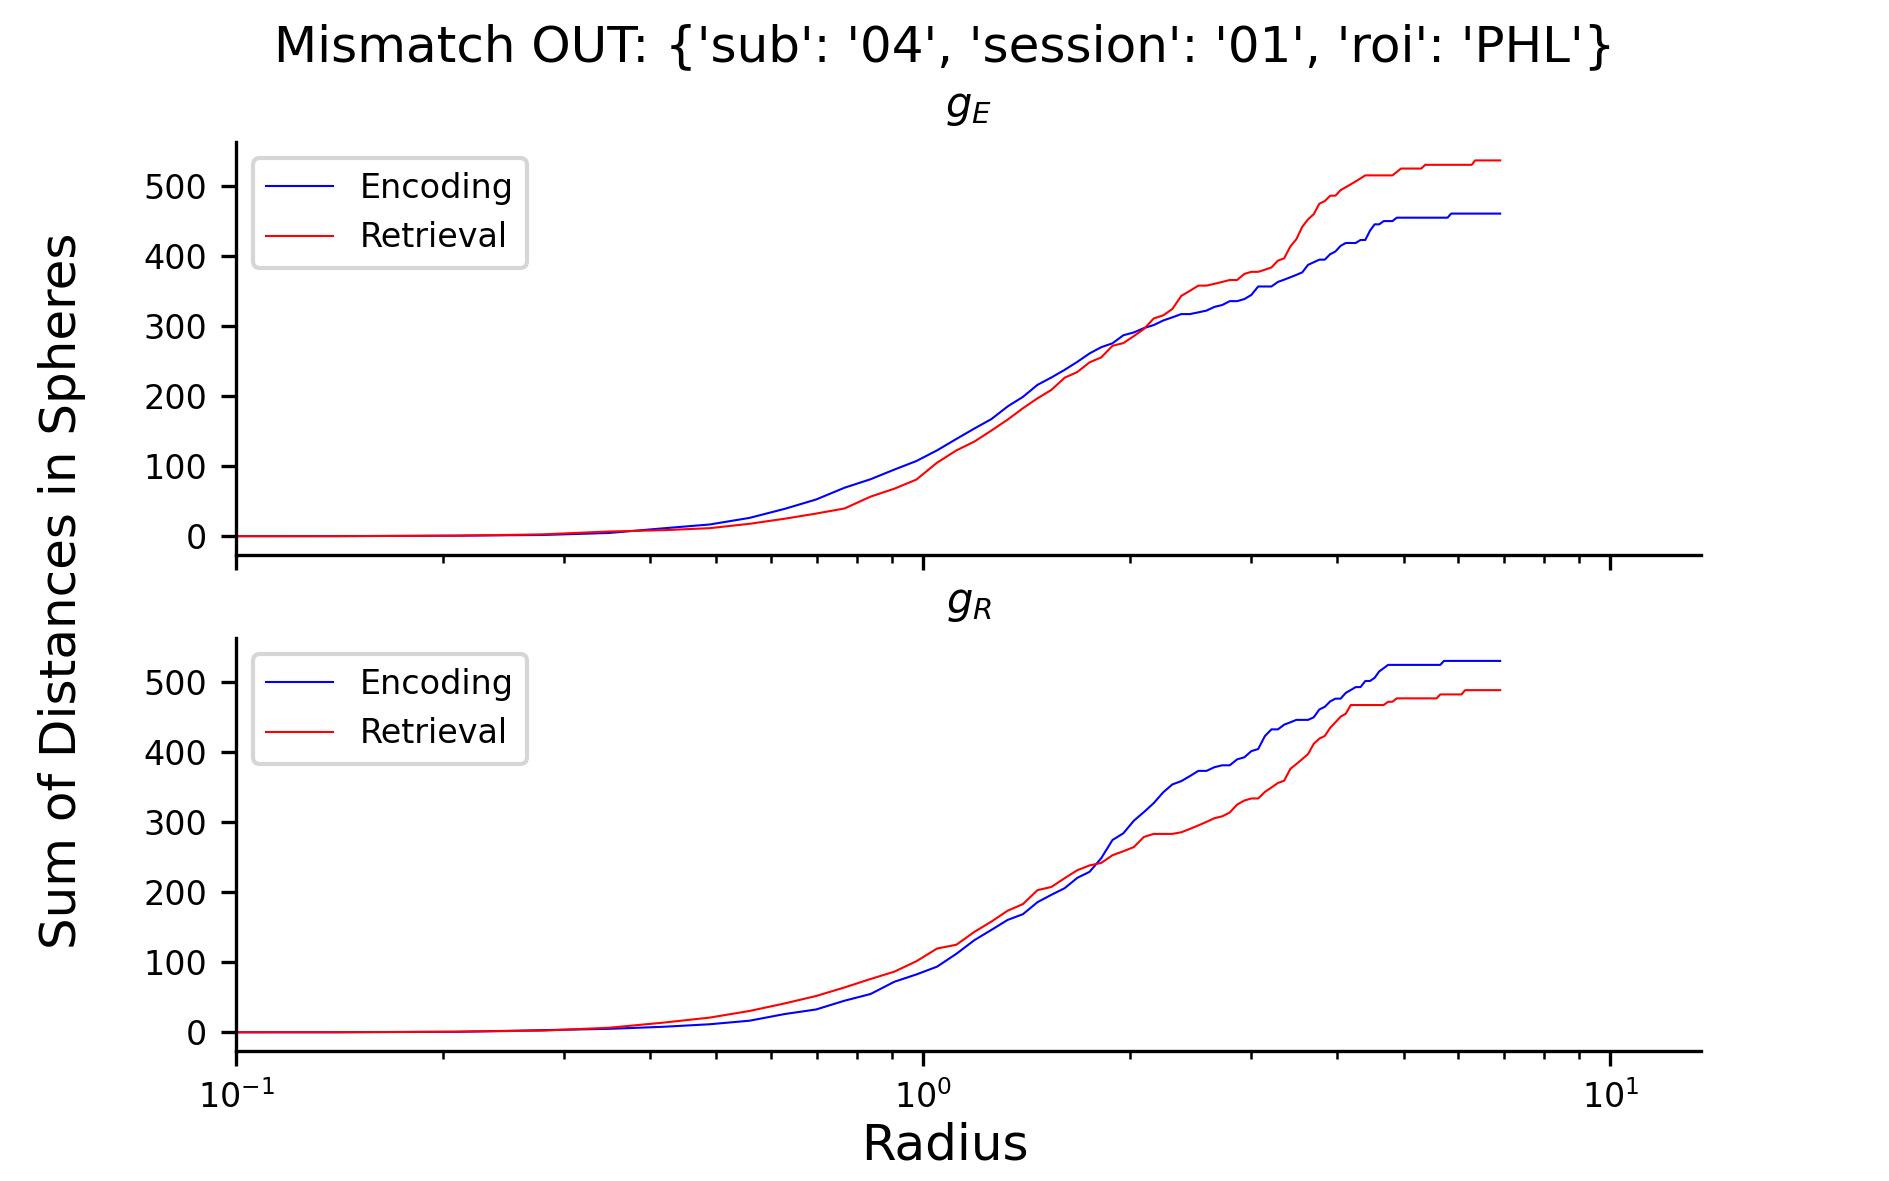 Mismatch OUT: {'sub': '04', 'session': '01', 'roi': 'PHL'}
g_E
500
400
300
200
100
0
Encoding
Retrieval
Sum of Distances in Spheres
g_R
500
400
300
200
100
0
Encoding
Retrieval
10^{-1}
10^0
10^1
Radius